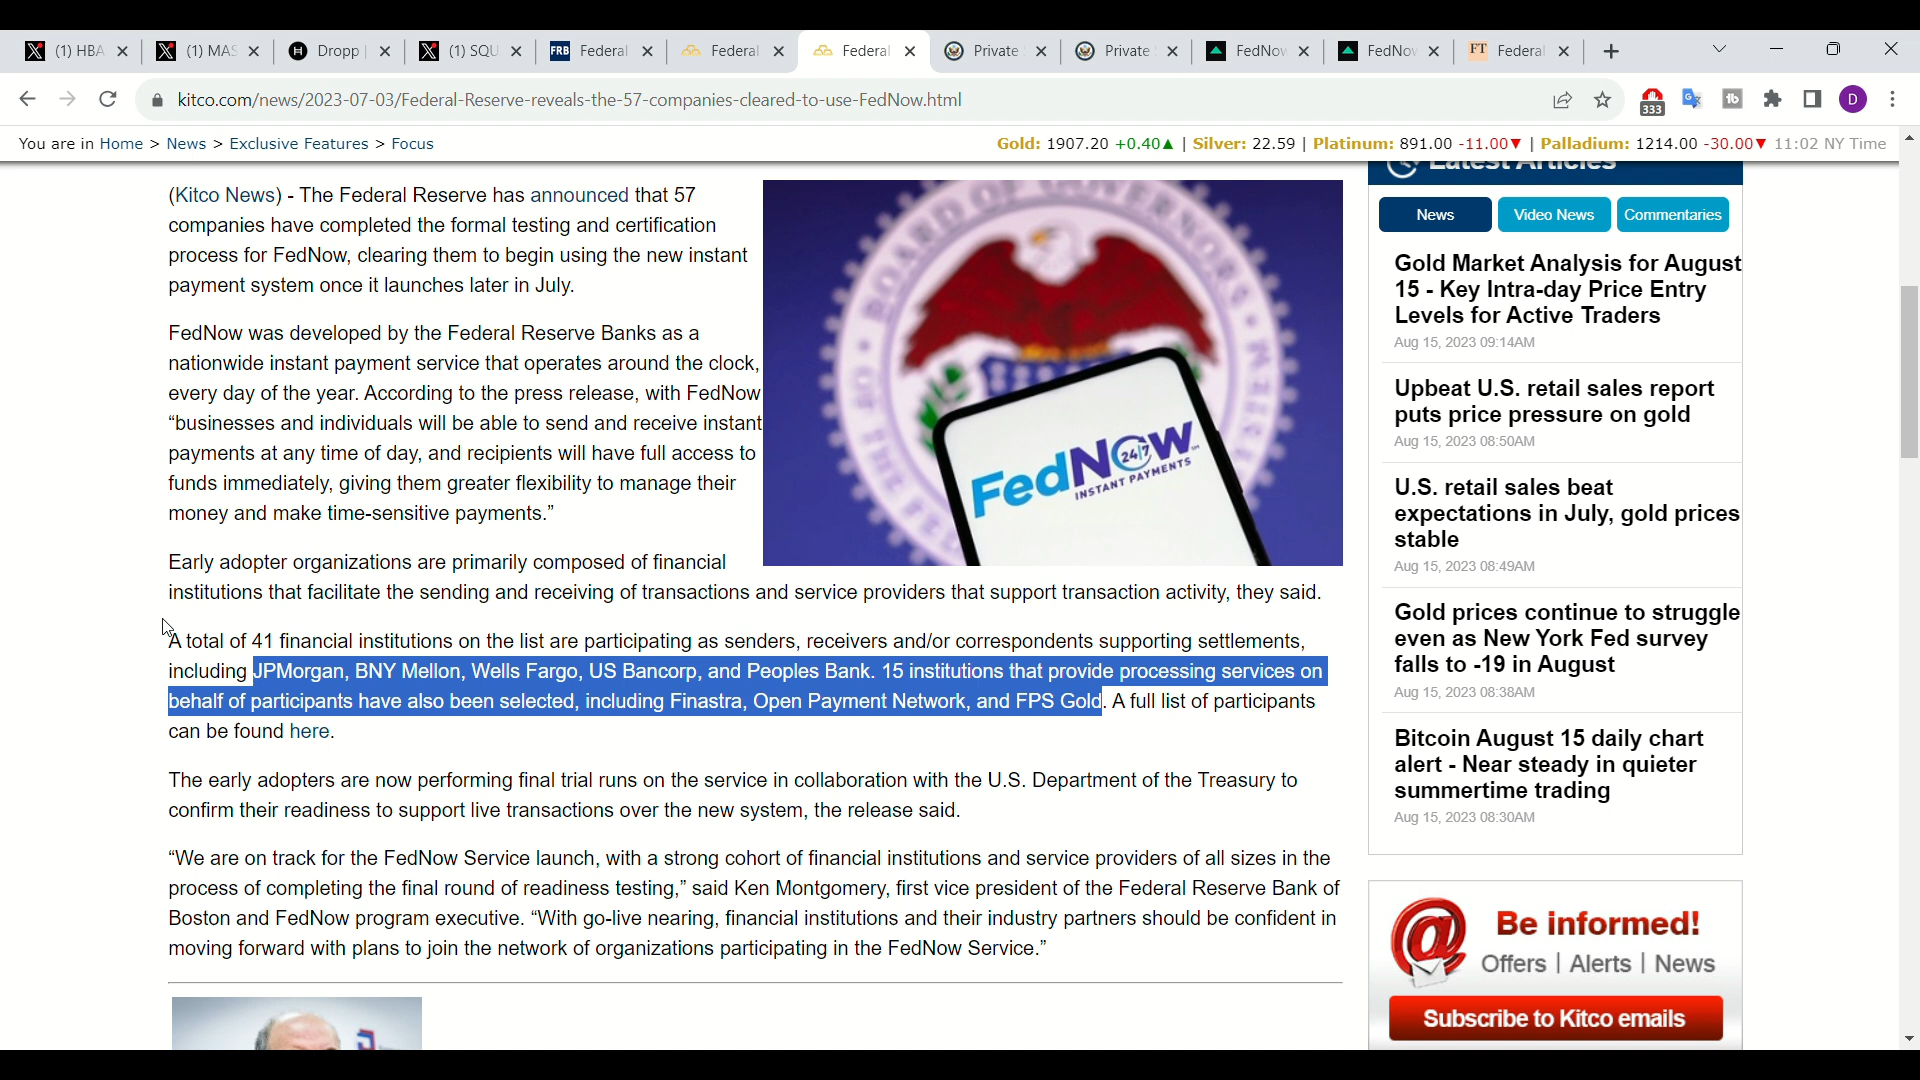 (1) HBA
(1) MAS
Dropp |
(1) SQU
FRB Federal
Federal
Federal
Private
Private
FedNow
FedNow
FT Federal
kitco.com/news/2023-07-03/Federal-Reserve-reveals-the-57-companies-cleared-to-use-FedNow.html
333
D
You are in Home > News > Exclusive Features > Focus
Gold: 1907.20 +0.40▲ | Silver: 22.59 | Platinum: 891.00 -11.00▼ | Palladium: 1214.00 -30.00▼ 11:02 NY Time
(Kitco News) - The Federal Reserve has announced that 57
companies have completed the formal testing and certification
process for FedNow, clearing them to begin using the new instant
payment system once it launches later in July.
FedNow was developed by the Federal Reserve Banks as a
nationwide instant payment service that operates around the clock,
every day of the year. According to the press release, with FedNow
“businesses and individuals will be able to send and receive instant
payments at any time of day, and recipients will have full access to
funds immediately, giving them greater flexibility to manage their
money and make time-sensitive payments.”
Early adopter organizations are primarily composed of financial
institutions that facilitate the sending and receiving of transactions and service providers that support transaction activity, they said.
A total of 41 financial institutions on the list are participating as senders, receivers and/or correspondents supporting settlements,
including JPMorgan, BNY Mellon, Wells Fargo, US Bancorp, and Peoples Bank. 15 institutions that provide processing services on
behalf of participants have also been selected, including Finastra, Open Payment Network, and FPS Gold. A full list of participants
can be found here.
The early adopters are now performing final trial runs on the service in collaboration with the U.S. Department of the Treasury to
confirm their readiness to support live transactions over the new system, the release said.
“We are on track for the FedNow Service launch, with a strong cohort of financial institutions and service providers of all sizes in the
process of completing the final round of readiness testing,” said Ken Montgomery, first vice president of the Federal Reserve Bank of
Boston and FedNow program executive. “With go-live nearing, financial institutions and their industry partners should be confident in
moving forward with plans to join the network of organizations participating in the FedNow Service.”
BOARD OF GOVERNORS
FedNOW
24/7
INSTANT PAYMENTS
Latest Articles
News
Video News
Commentaries
Gold Market Analysis for August
15 - Key Intra-day Price Entry
Levels for Active Traders
Aug 15, 2023 09:14AM
Upbeat U.S. retail sales report
puts price pressure on gold
Aug 15, 2023 08:50AM
U.S. retail sales beat
expectations in July, gold prices
stable
Aug 15, 2023 08:49AM
Gold prices continue to struggle
even as New York Fed survey
falls to -19 in August
Aug 15, 2023 08:38AM
Bitcoin August 15 daily chart
alert - Near steady in quieter
summertime trading
Aug 15, 2023 08:30AM
Be informed!
Offers | Alerts | News
Subscribe to Kitco emails